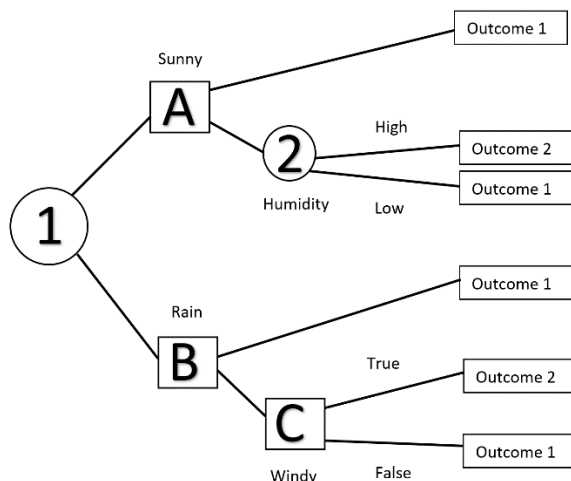 Outcome 1
Sunny
A
High
2
Outcome 2
Outcome 1
Humidity
Low
1
Outcome 1
Rain
B
True
Outcome 2
C
Outcome 1
Windy
False